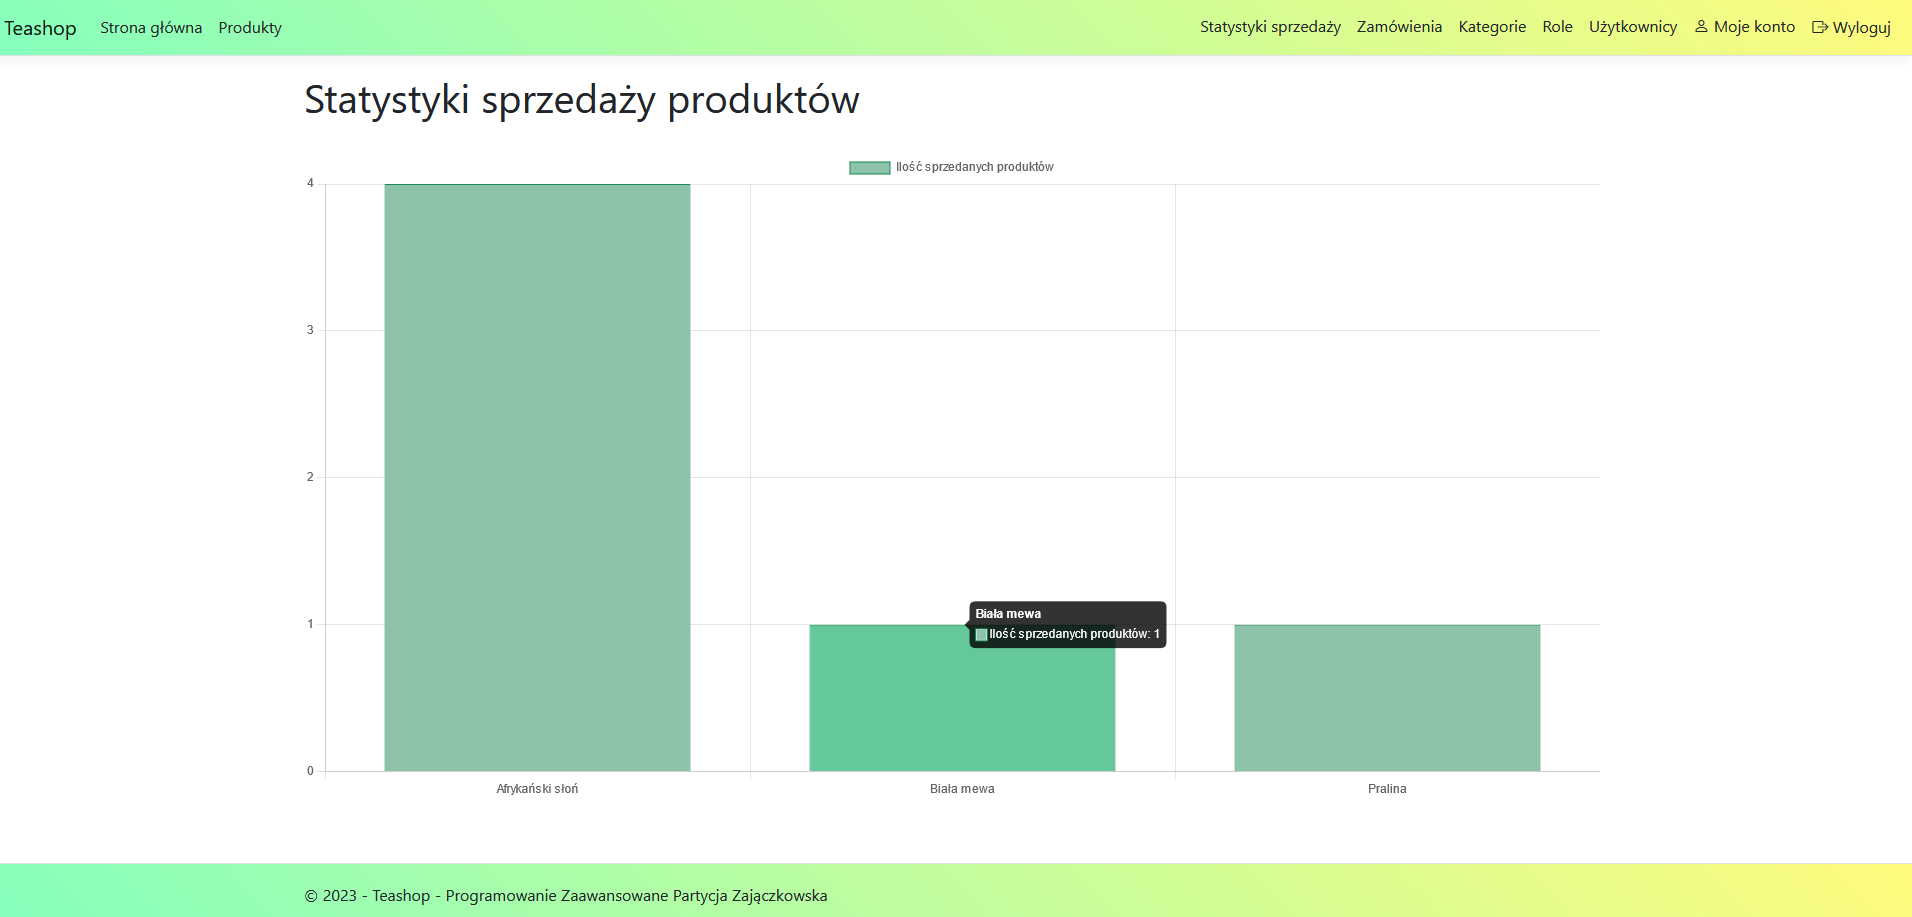 Teashop Strona główna Produkty Statystyki sprzedaży Zamówienia Kategorie Role Użytkownicy Moje konto Wyloguj
Statystyki sprzedaży produktów
Ilość sprzedanych produktów
4
3
2
1
0
Biała mewa
Ilość sprzedanych produktów: 1
Afrykański słoń Biała mewa Pralina
© 2023 - Teashop - Programowanie Zaawansowane Partycja Zajączkowska